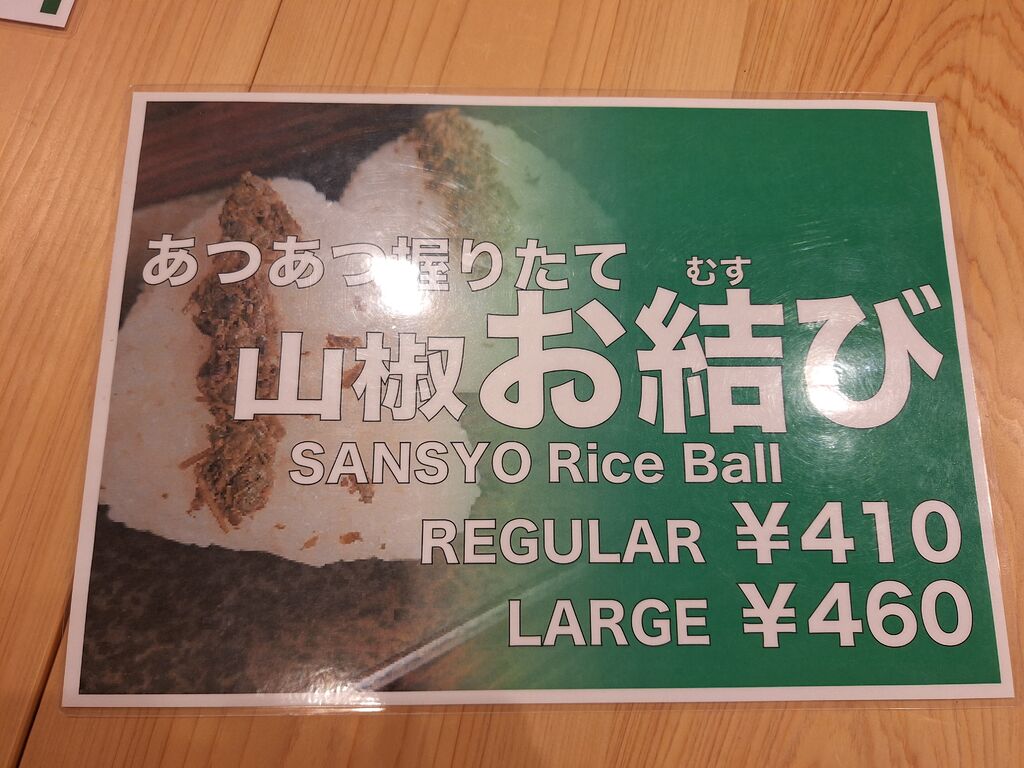 あつあつ握りたて
むす
山椒お結び
SANSYO Rice Ball
REGULAR ¥410
LARGE ¥460